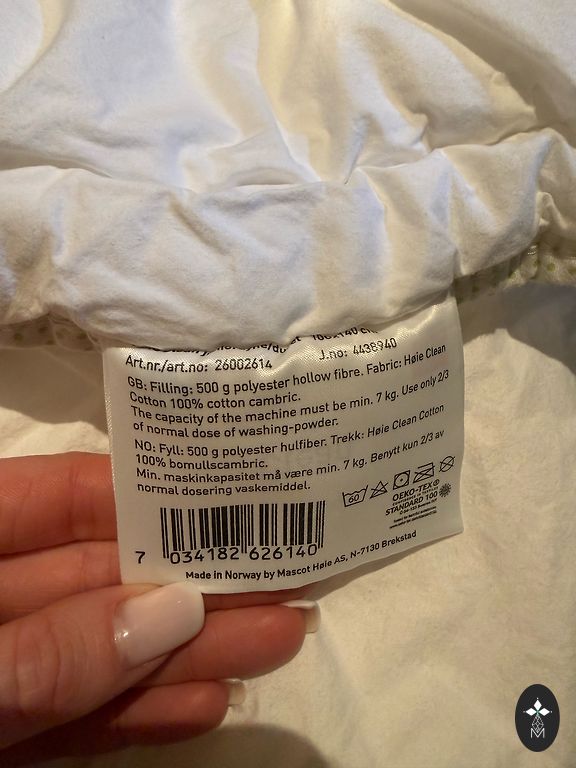 160x140 cm
Art.nr./art.no: 26002614 J.no: 4438940
GB: Filling: 500 g polyester hollow fibre. Fabric: Høie Clean
Cotton 100% cotton cambric.
The capacity of the machine must be min. 7 kg. Use only 2/3
of normal dose of washing-powder.
NO: Fyll: 500 g polyester hulfiber. Trekk: Høie Clean Cotton
100% bomullscambric.
Min. maskinkapasitet må være min. 7 kg. Benytt kun 2/3 av
normal dosering vaskemiddel.
60
OEKO-TEX®
STANDARD 100
7 034182 626140
Made in Norway by Mascot Høie AS, N-7130 Brekstad